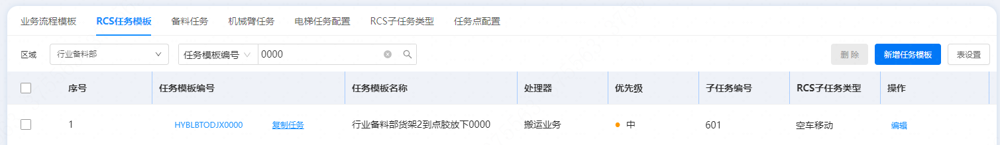 业务流程模板 RCS任务模板 备料任务 机械臂任务 电梯任务配置 RCS子任务类型 任务点配置
区域 行业备料部 任务模板编号 0000 删 除 新增任务模板 表设置
序号 任务模板编号 任务模板名称 处理器 优先级 子任务编号 RCS子任务类型 操作
1 HYBLBTODJX0000 复制任务 行业备料部货架2到点胶放下0000 搬运业务 中 601 空车移动 编辑